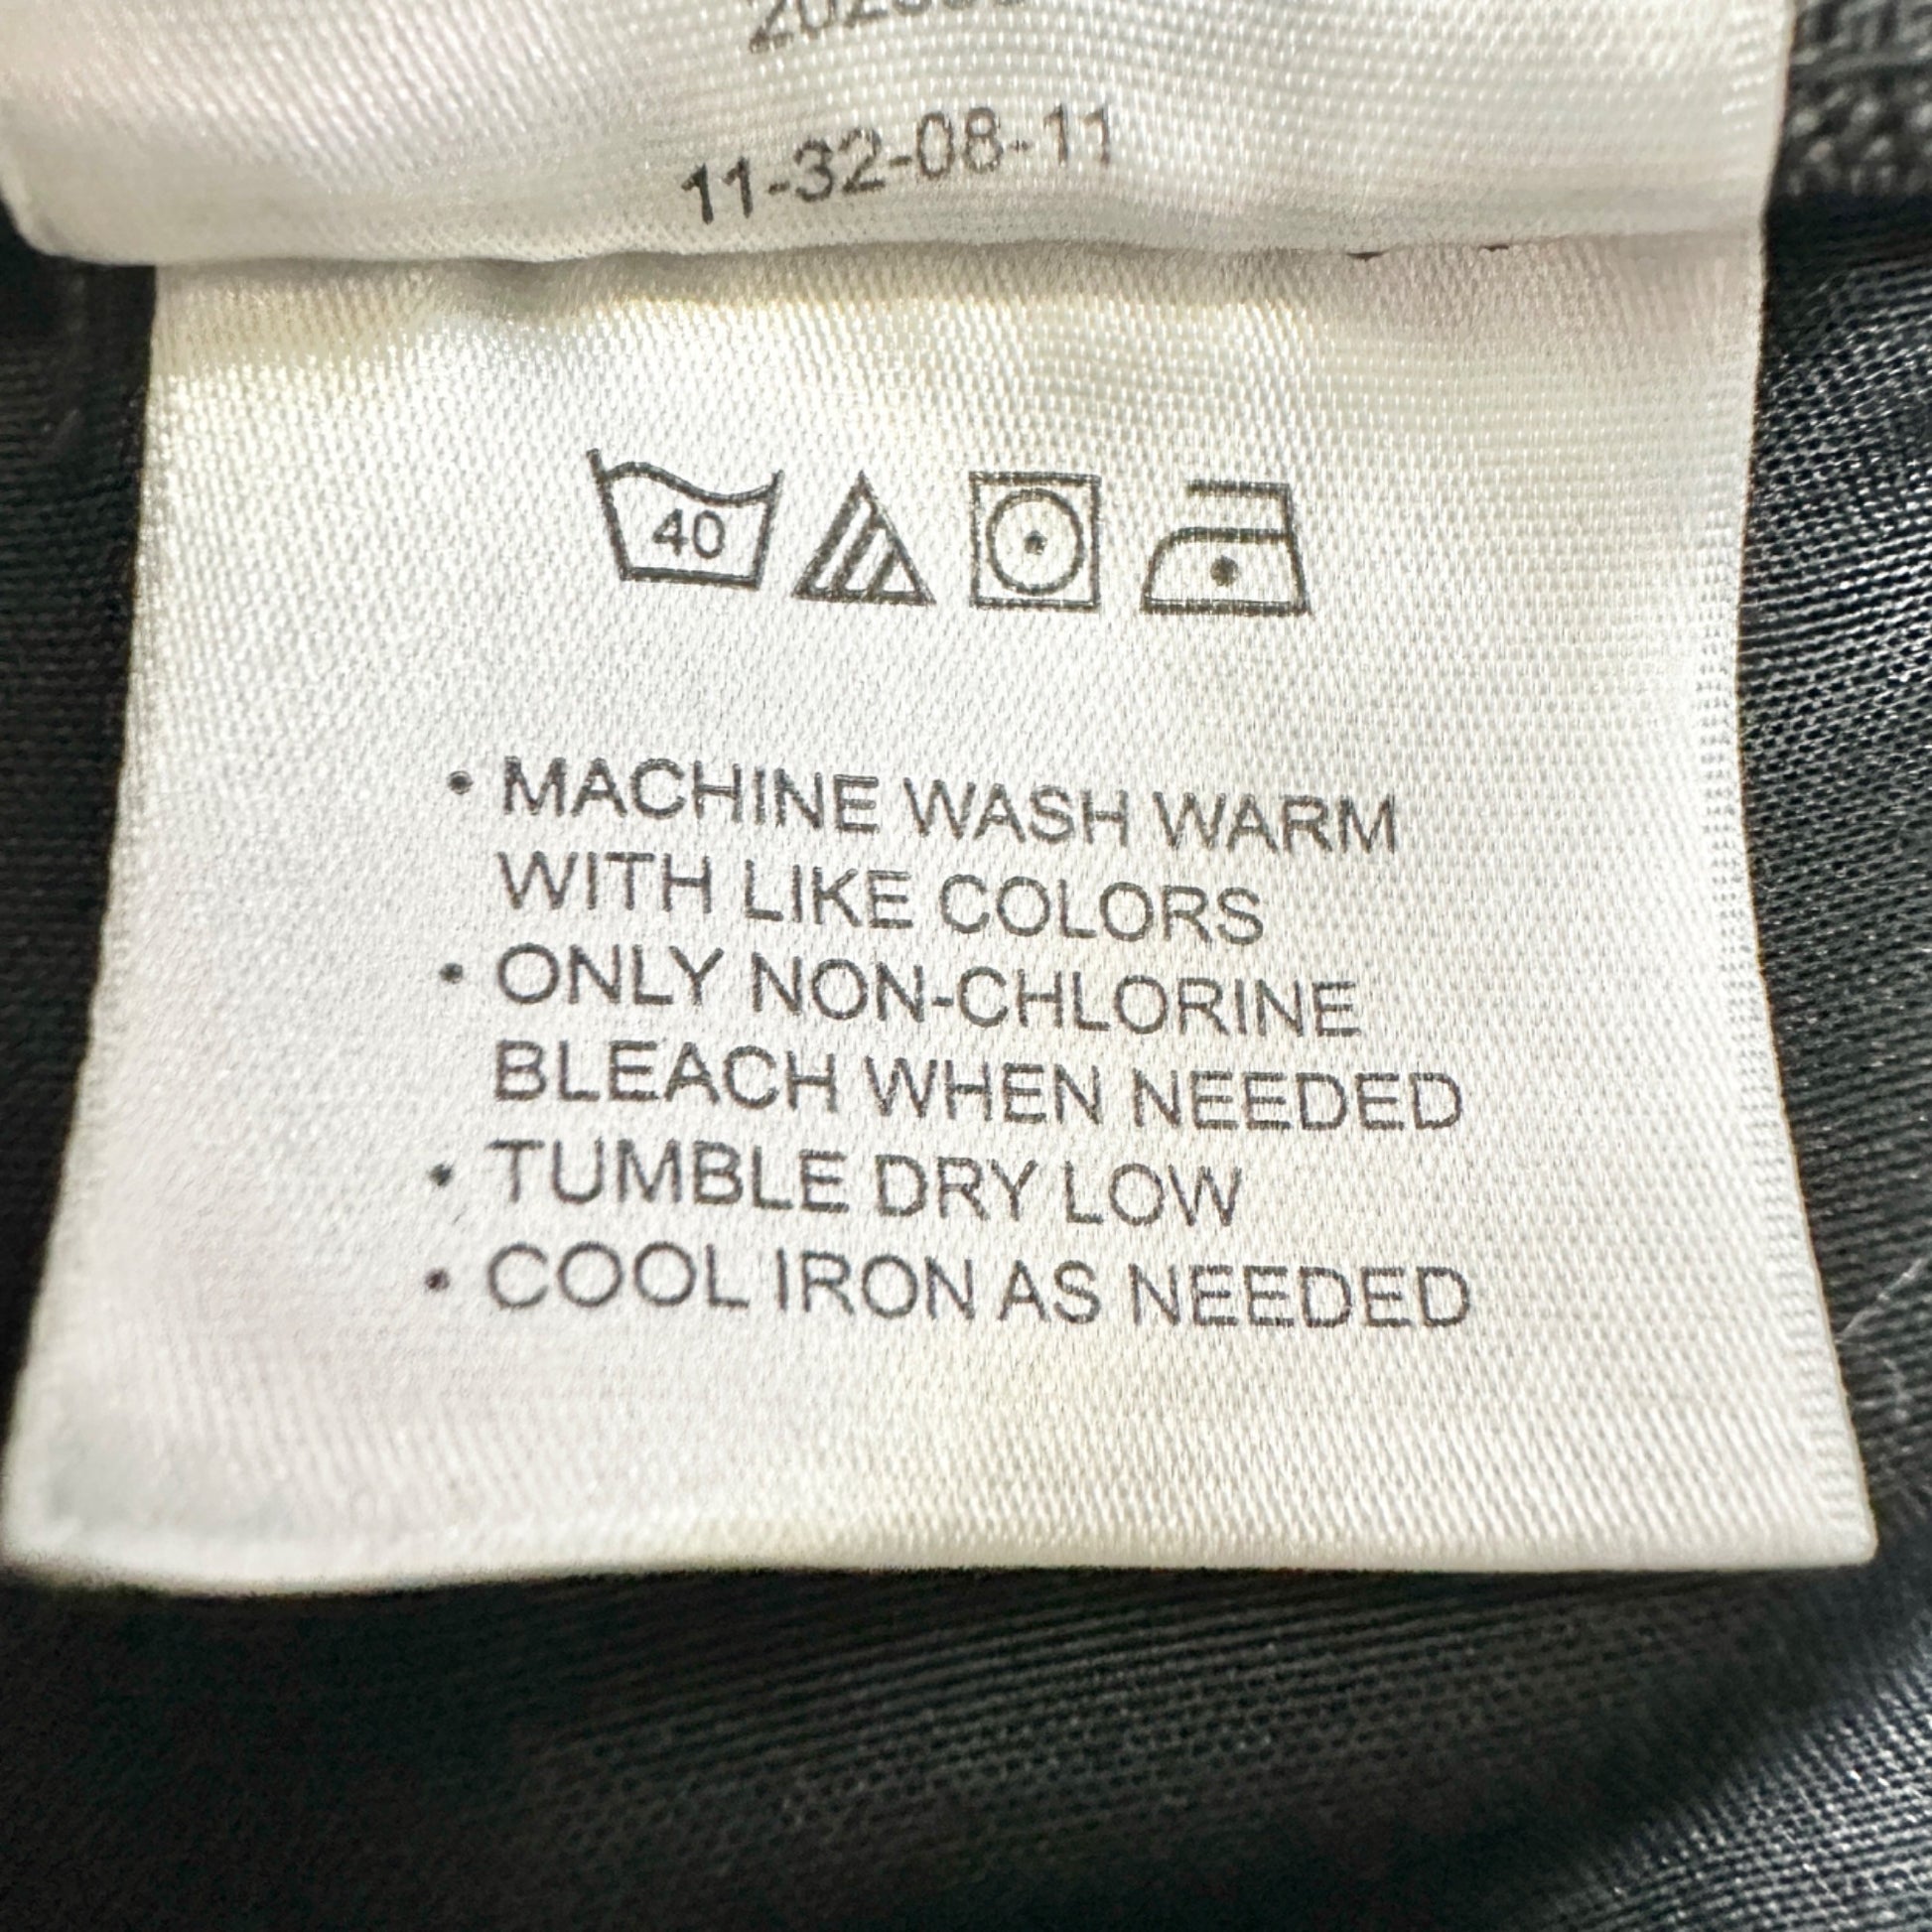 11-32-08-11
40
• MACHINE WASH WARM
WITH LIKE COLORS
• ONLY NON-CHLORINE
BLEACH WHEN NEEDED
• TUMBLE DRY LOW
• COOL IRON AS NEEDED